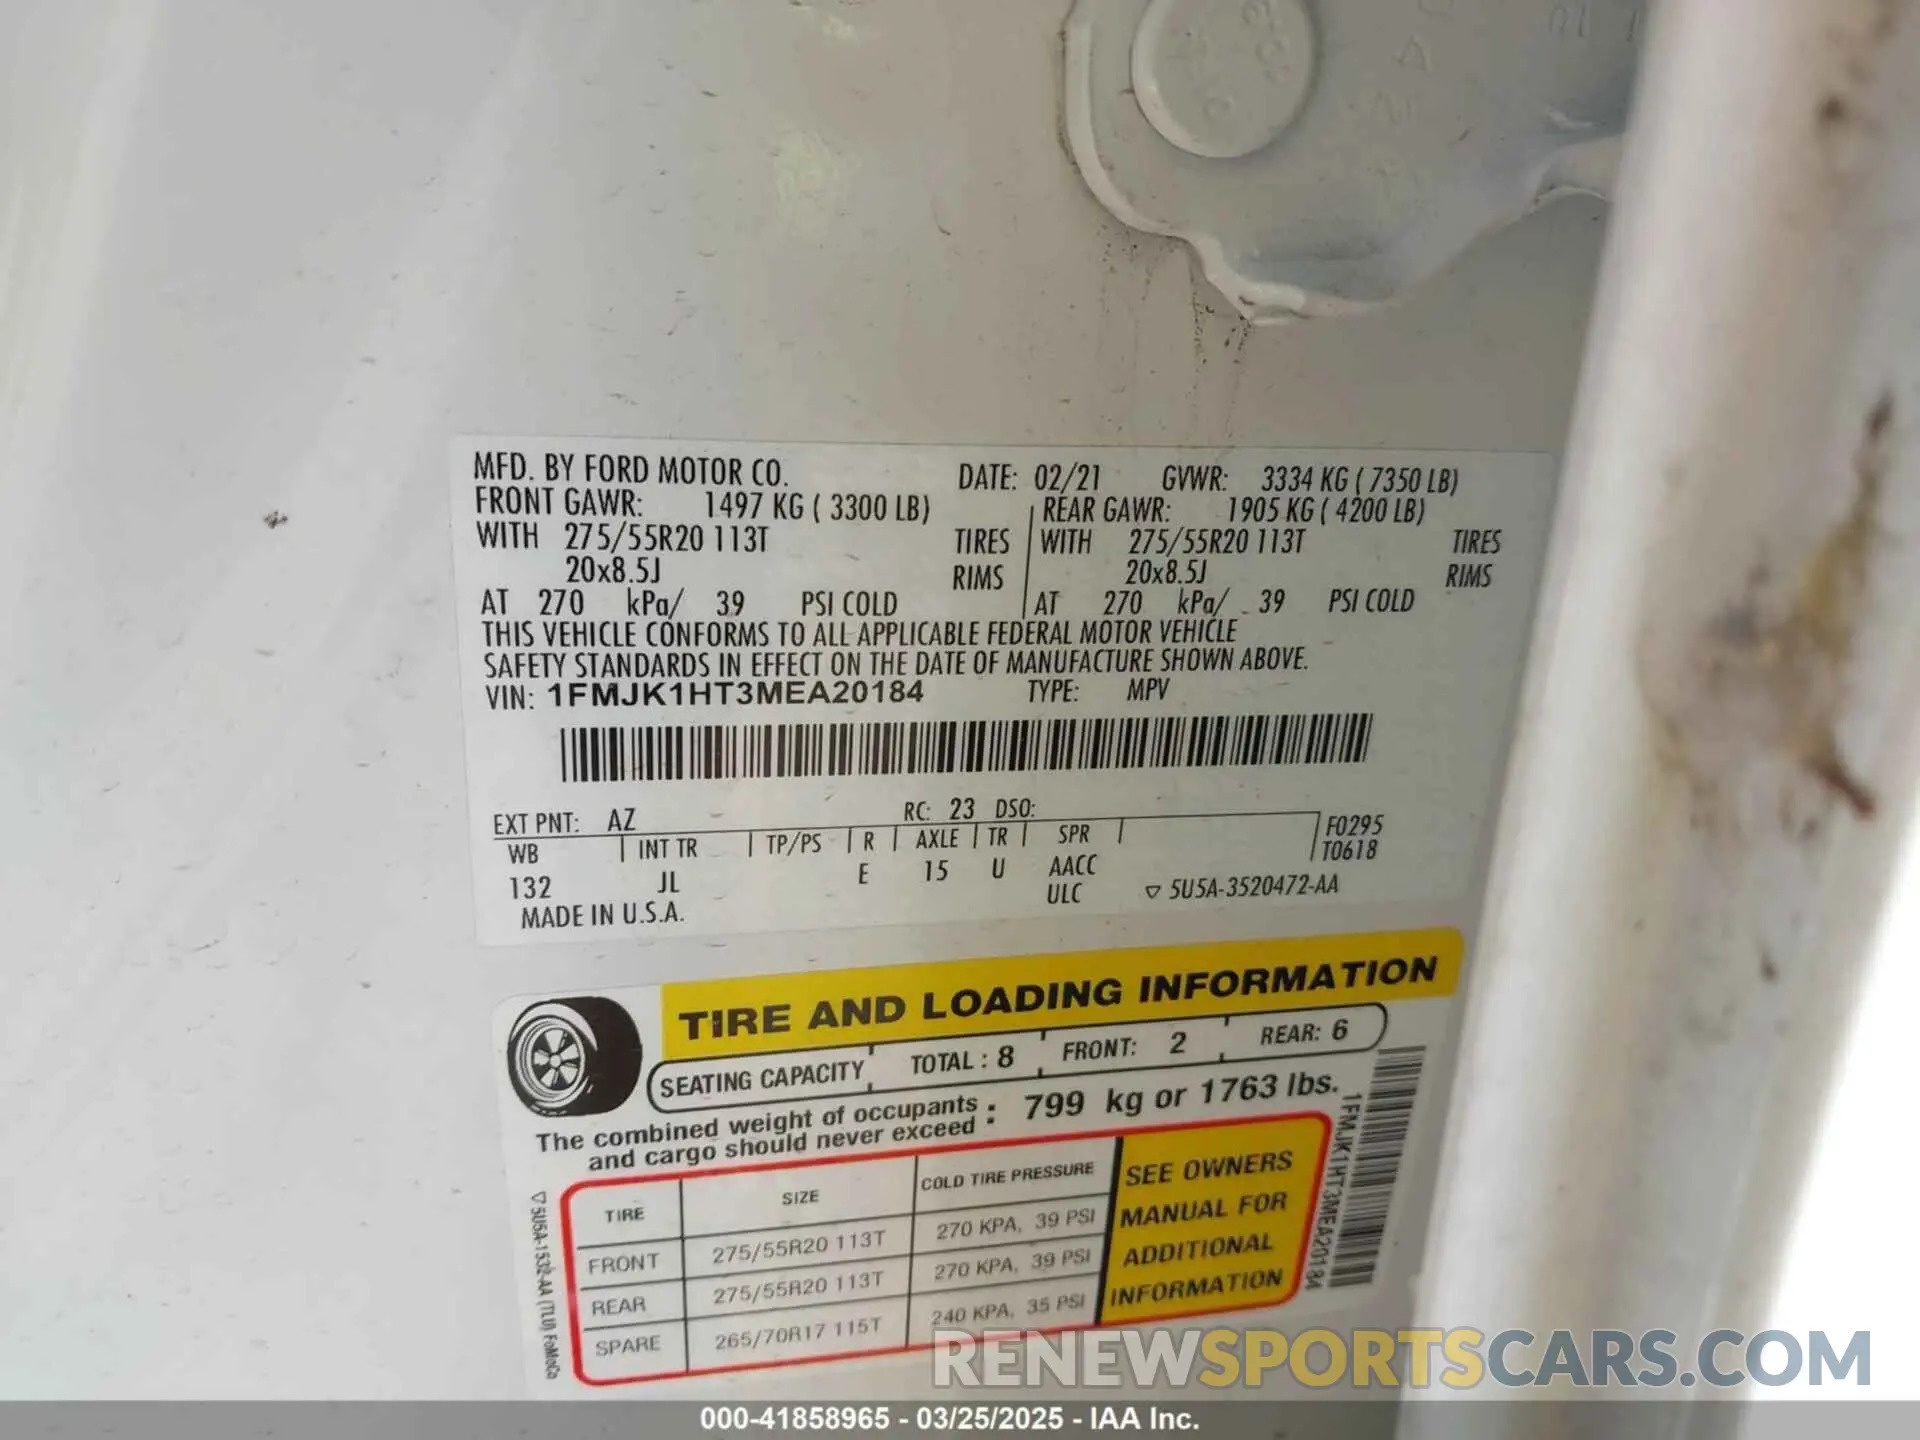 MFD. BY FORD MOTOR CO. DATE: 02/21 GVWR: 3334 KG ( 7350 LB)
FRONT GAWR: 1497 KG ( 3300 LB) REAR GAWR: 1905 KG ( 4200 LB)
WITH 275/55R20 113T TIRES WITH 275/55R20 113T TIRES
20x8.5J RIMS 20x8.5J RIMS
AT 270 kPa/ 39 PSI COLD AT 270 kPa/ 39 PSI COLD
THIS VEHICLE CONFORMS TO ALL APPLICABLE FEDERAL MOTOR VEHICLE
SAFETY STANDARDS IN EFFECT ON THE DATE OF MANUFACTURE SHOWN ABOVE.
VIN: 1FMJK1HT3MEA20184 TYPE: MPV
EXT PNT: AZ RC: 23 DSO:
WB INT TR TP/PS R AXLE TR SPR F0295
T0618
132 JL E 15 U AACC
ULC ▽ 5U5A-3520472-AA
MADE IN U.S.A.
TIRE AND LOADING INFORMATION
SEATING CAPACITY TOTAL : 8 FRONT: 2 REAR: 6
The combined weight of occupants
and cargo should never exceed : 799 kg or 1763 lbs.
TIRE SIZE COLD TIRE PRESSURE
FRONT 275/55R20 113T 270 KPA, 39 PSI
REAR 275/55R20 113T 270 KPA, 39 PSI
SPARE 265/70R17 115T 240 KPA, 35 PSI
SEE OWNERS
MANUAL FOR
ADDITIONAL
INFORMATION
1FMJK1HT3MEA20184
▽ 5U5A-1532-AA (TLU) FoMoCo
RENEWSPORTSCARS.COM
000-41858965 - 03/25/2025 - IAA Inc.